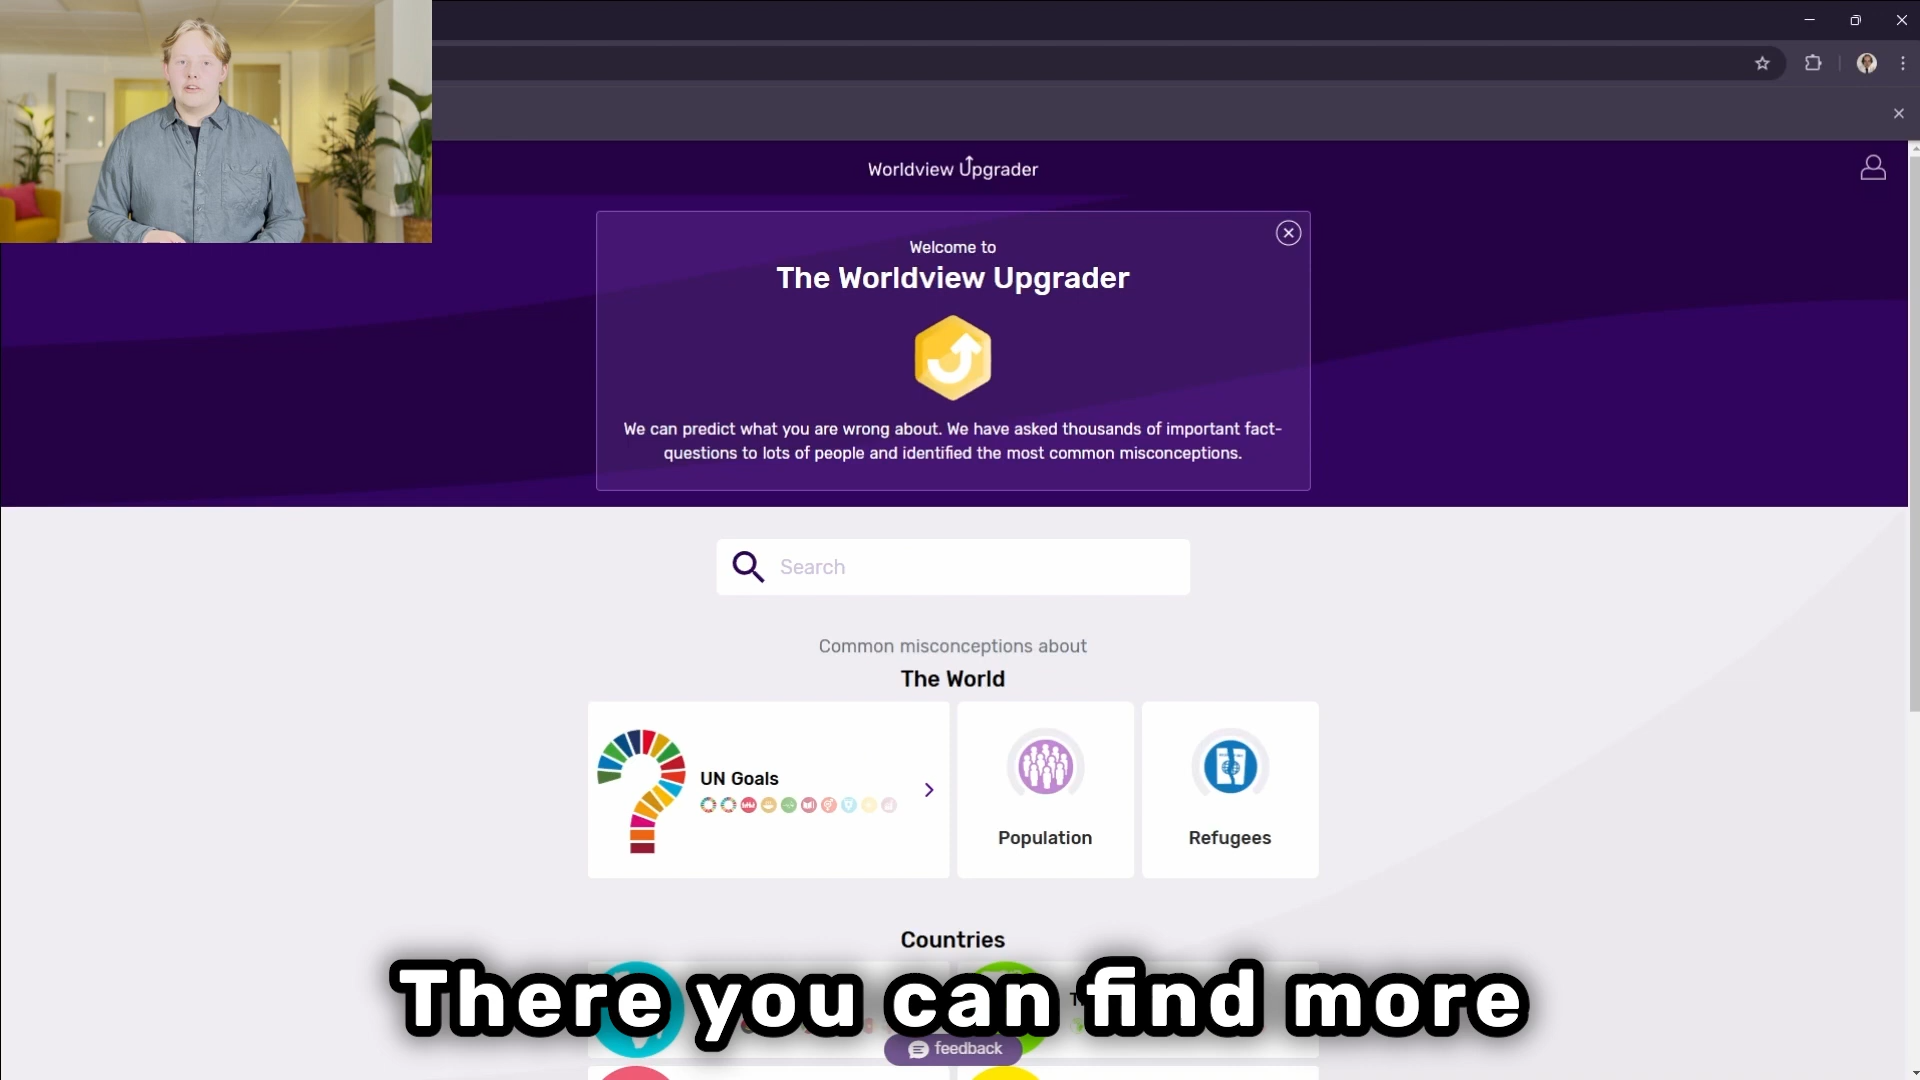 Worldview Upgrader
Welcome to
The Worldview Upgrader
We can predict what you are wrong about. We have asked thousands of important fact-
questions to lots of people and identified the most common misconceptions.
Search
Common misconceptions about
The World
UN Goals
Population
Refugees
Countries
There you can find more
feedback